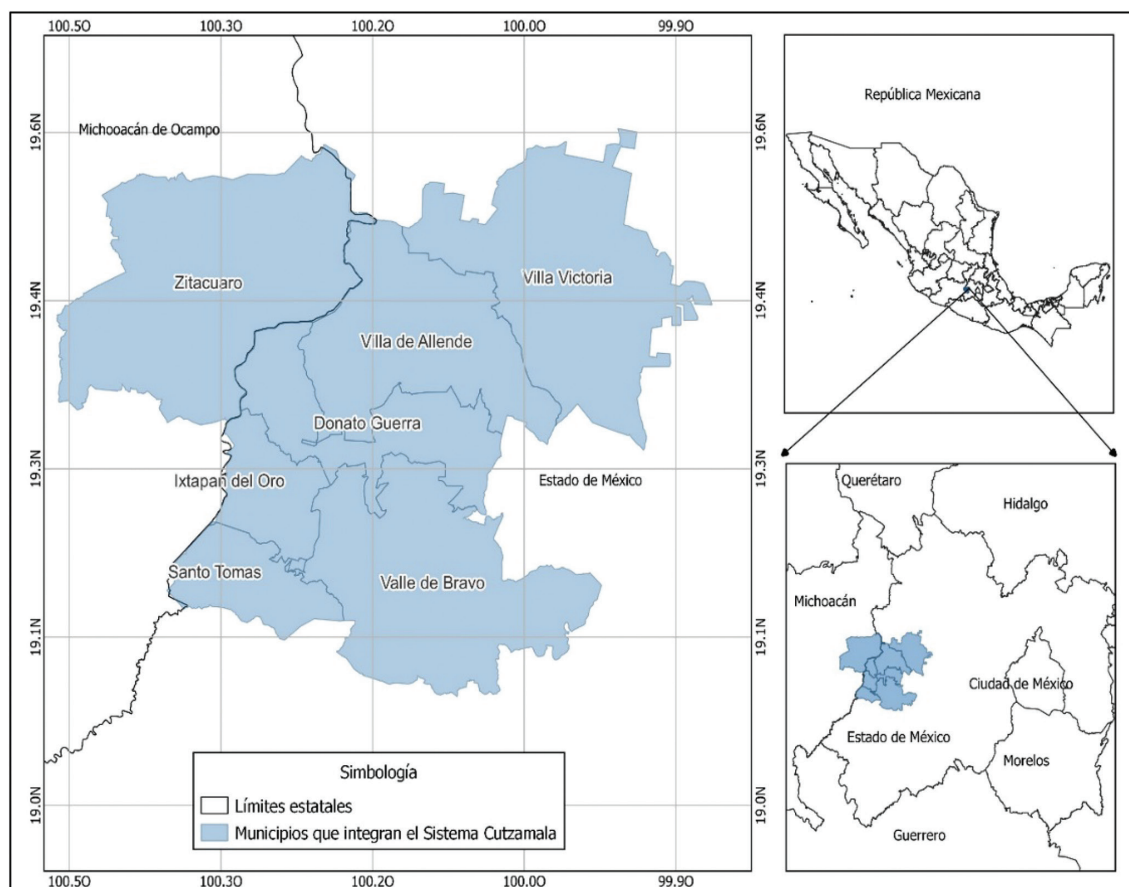 100.5O 100.3O 100.2O 100.0O 99.9O
19.6N
19.4N
19.3N
19.1N
19.0N
Michooacán de Ocampo
Zitacuaro
Villa Victoria
Villa de Allende
Donato Guerra
Ixtapan del Oro
Estado de México
Santo Tomas
Valle de Bravo
Simbología
Límites estatales
Municipios que integran el Sistema Cutzamala
19.6N
19.4N
19.3N
19.1N
19.0N
100.5O 100.3O 100.2O 100.0O 99.9O
República Mexicana
Querétaro
Hidalgo
Michoacán
Ciudad de México
Estado de México
Morelos
Guerrero